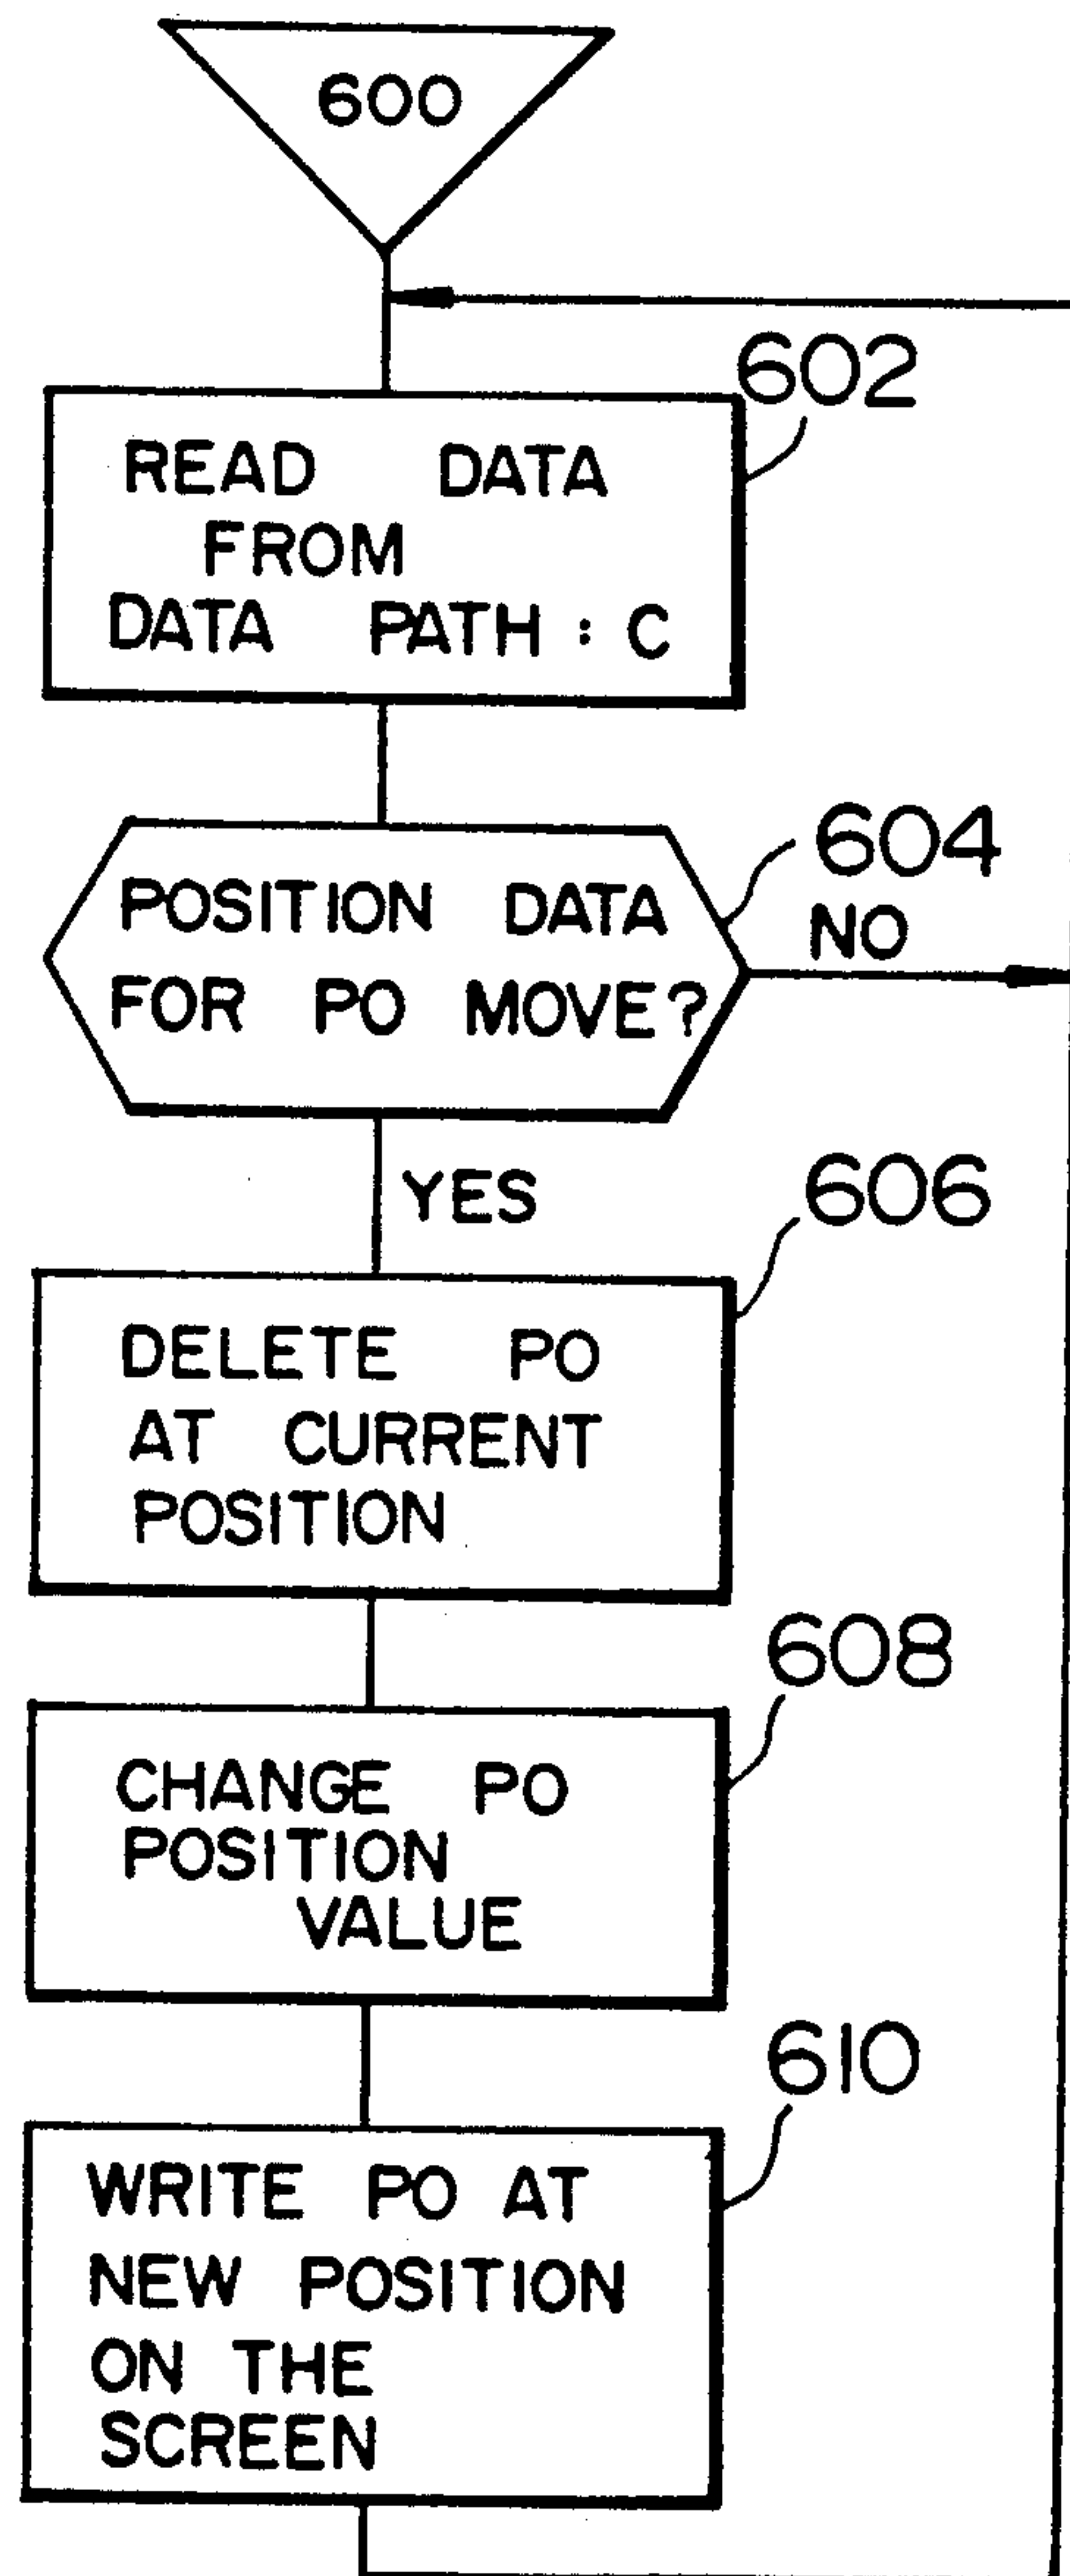 600
602
READ DATA
FROM
DATA PATH : C
604
NO
POSITION DATA
FOR PO MOVE?
YES
606
DELETE PO
AT CURRENT
POSITION
608
CHANGE PO
POSITION
VALUE
610
WRITE PO AT
NEW POSITION
ON THE
SCREEN